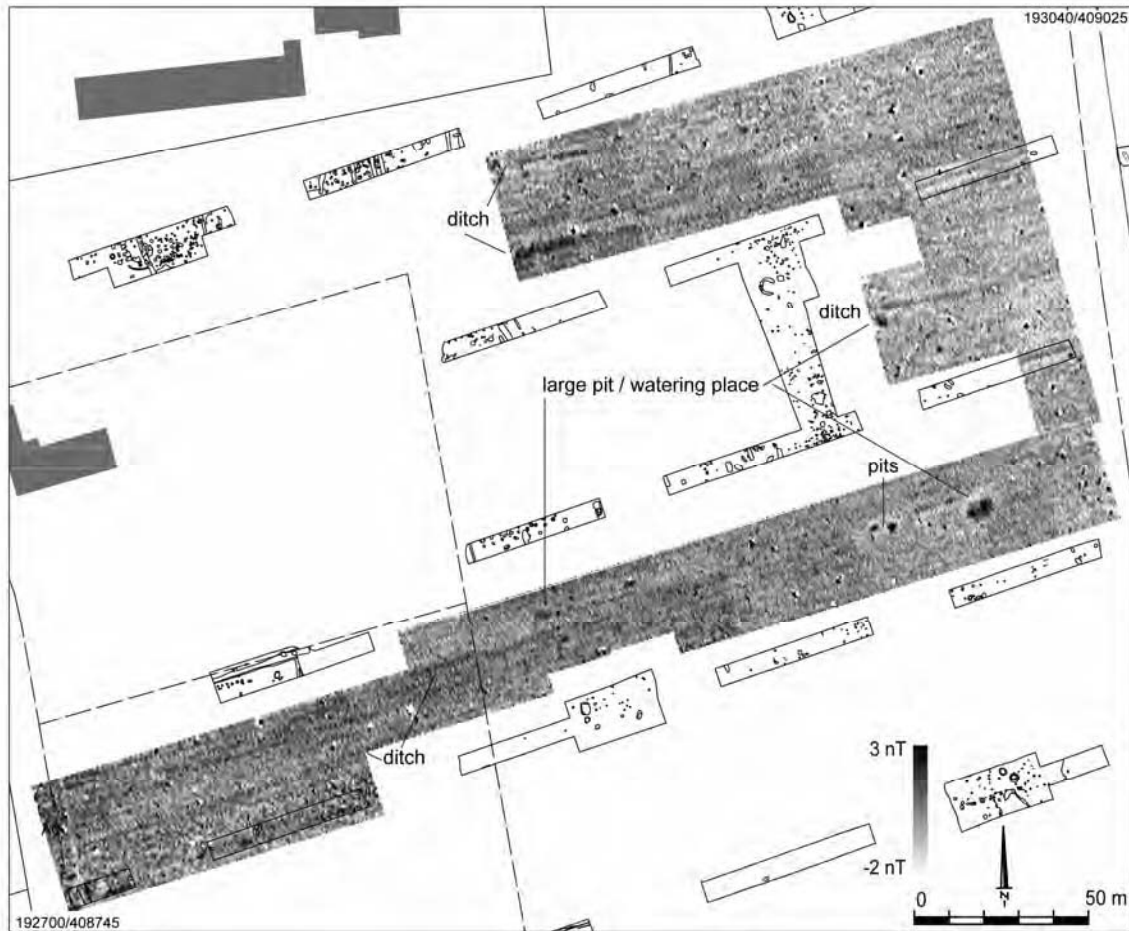 193040/409025
ditch
ditch
large pit / watering place
pits
ditch
3 nT
-2 nT
N
0 50 m
192700/408745